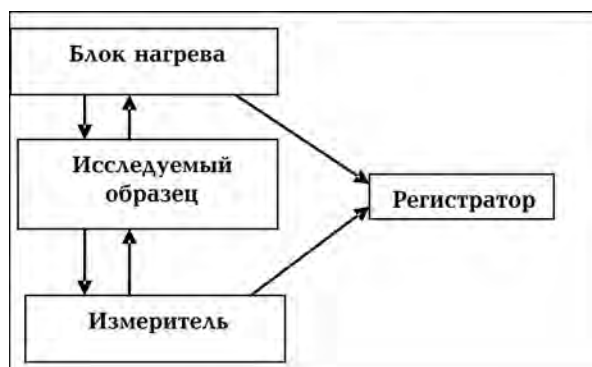 Блок нагрева
Исследуемый
образец
Регистратор
Измеритель